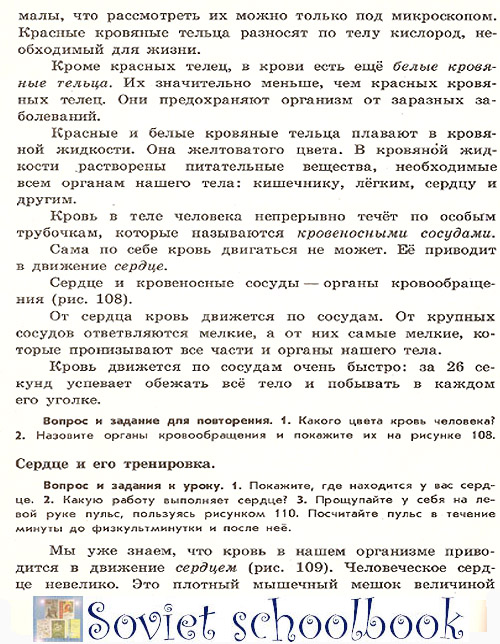 малы, что рассмотреть их можно только под микроскопом.
Красные кровяные тельца разносят по телу кислород, не-
обходимый для жизни.
Кроме красных телец, в крови есть ещё белые кровя-
ные тельца. Их значительно меньше, чем красных кровя-
ных телец. Они предохраняют организм от заразных за-
болеваний.
Красные и белые кровяные тельца плавают в кровя-
ной жидкости. Она желтоватого цвета. В кровяной жид-
кости растворены питательные вещества, необходимые
всем органам нашего тела: кишечнику, лёгким, сердцу и
другим.
Кровь в теле человека непрерывно течёт по особым
трубочкам, которые называются кровеносными сосудами.
Сама по себе кровь двигаться не может. Её приводит
в движение сердце.
Сердце и кровеносные сосуды — органы кровообраще-
ния (рис. 108).
От сердца кровь движется по сосудам. От крупных
сосудов ответвляются мелкие, а от них самые мелкие, ко-
торые пронизывают все части и органы нашего тела.
Кровь движется по сосудам очень быстро: за 26 се-
кунд успевает обежать всё тело и побывать в каждом
его уголке.
Вопрос и задание для повторения. 1. Какого цвета кровь человека?
2. Назовите органы кровообращения и покажите их на рисунке 108.
Сердце и его тренировка.
Вопрос и задания к уроку. 1. Покажите, где находится у вас серд-
це. 2. Какую работу выполняет сердце? 3. Прощупайте у себя на ле-
вой руке пульс, пользуясь рисунком 110. Посчитайте пульс в течение
минуты до физкультминутки и после неё.
Мы уже знаем, что кровь в нашем организме приво-
дится в движение сердцем (рис. 109). Человеческое серд-
це невелико. Это плотный мышечный мешок величиной
Soviet schoolbook